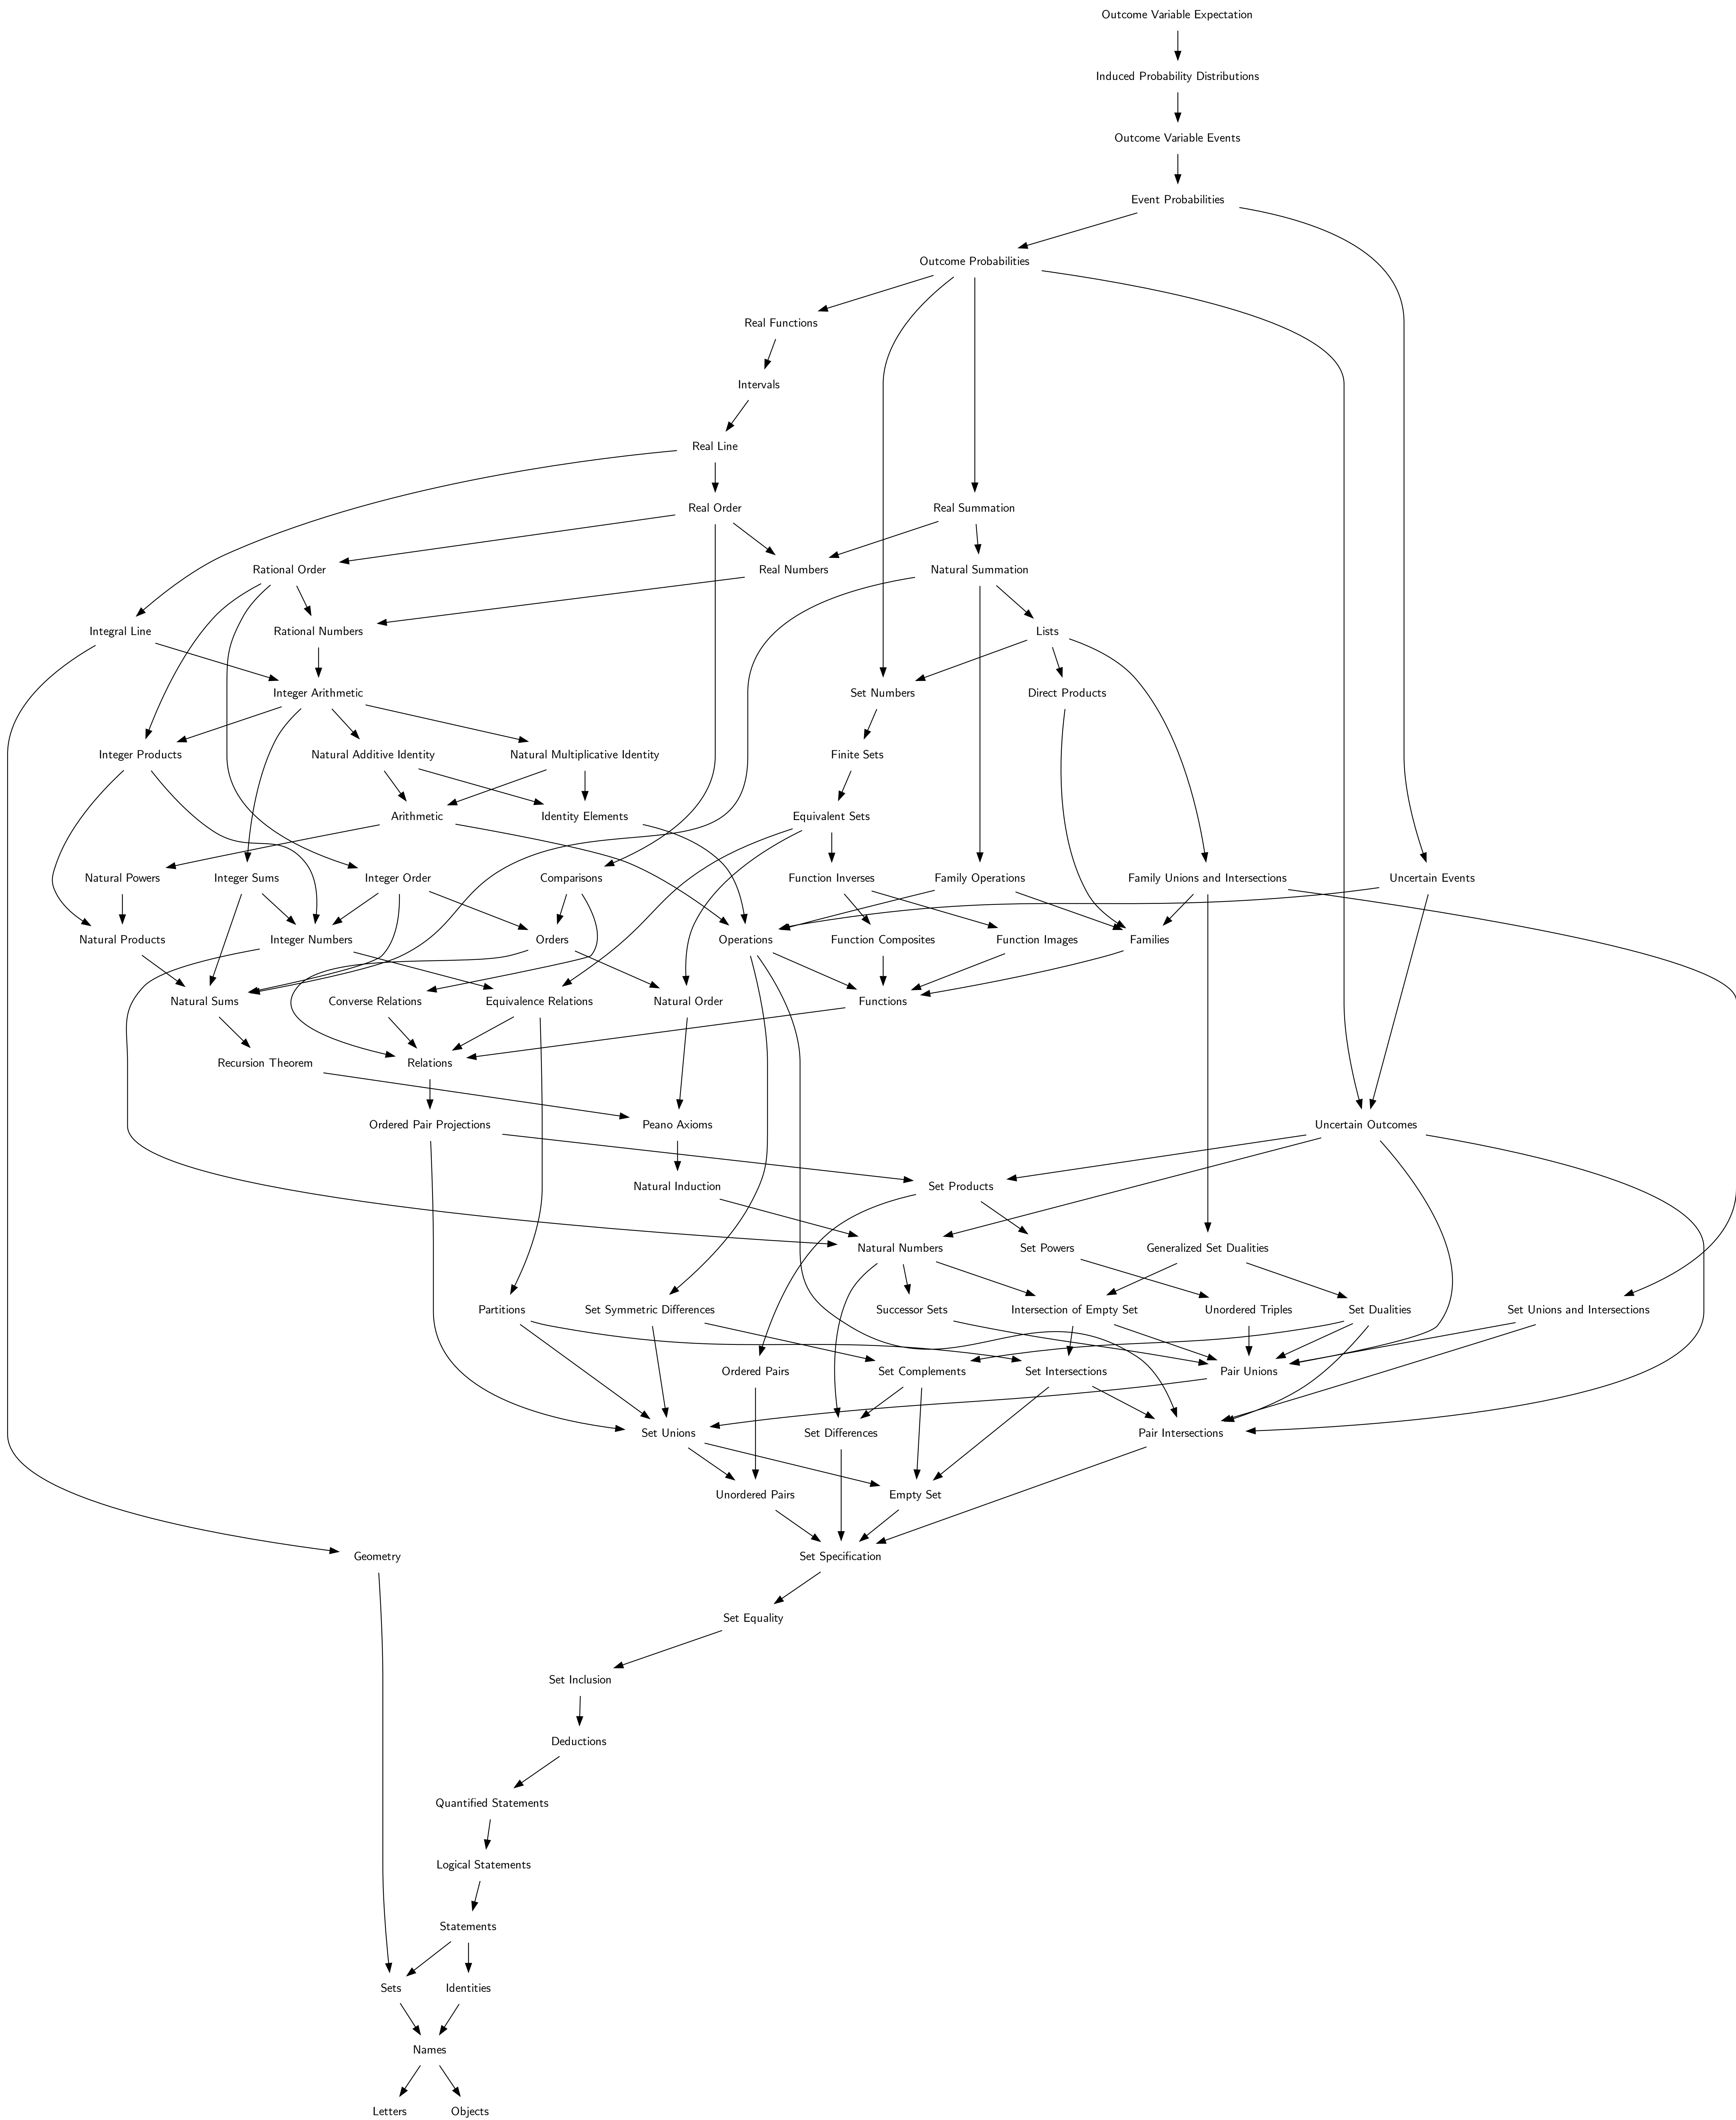 Outcome Variable Expectation
Induced Probability Distributions
Outcome Variable Events
Event Probabilities
Outcome Probabilities
Real Functions
Intervals
Real Line
Real Order
Real Summation
Rational Order
Real Numbers
Natural Summation
Integral Line
Rational Numbers
Lists
Integer Arithmetic
Set Numbers
Direct Products
Integer Products
Natural Additive Identity
Natural Multiplicative Identity
Finite Sets
Arithmetic
Identity Elements
Equivalent Sets
Natural Powers
Integer Sums
Integer Order
Comparisons
Function Inverses
Family Operations
Family Unions and Intersections
Uncertain Events
Natural Products
Integer Numbers
Orders
Operations
Function Composites
Function Images
Families
Natural Sums
Converse Relations
Equivalence Relations
Natural Order
Functions
Recursion Theorem
Relations
Ordered Pair Projections
Peano Axioms
Uncertain Outcomes
Natural Induction
Set Products
Natural Numbers
Set Powers
Generalized Set Dualities
Partitions
Set Symmetric Differences
Successor Sets
Intersection of Empty Set
Unordered Triples
Set Dualities
Set Unions and Intersections
Ordered Pairs
Set Complements
Set Intersections
Pair Unions
Set Unions
Set Differences
Pair Intersections
Unordered Pairs
Empty Set
Geometry
Set Specification
Set Equality
Set Inclusion
Deductions
Quantified Statements
Logical Statements
Statements
Sets
Identities
Names
Letters
Objects